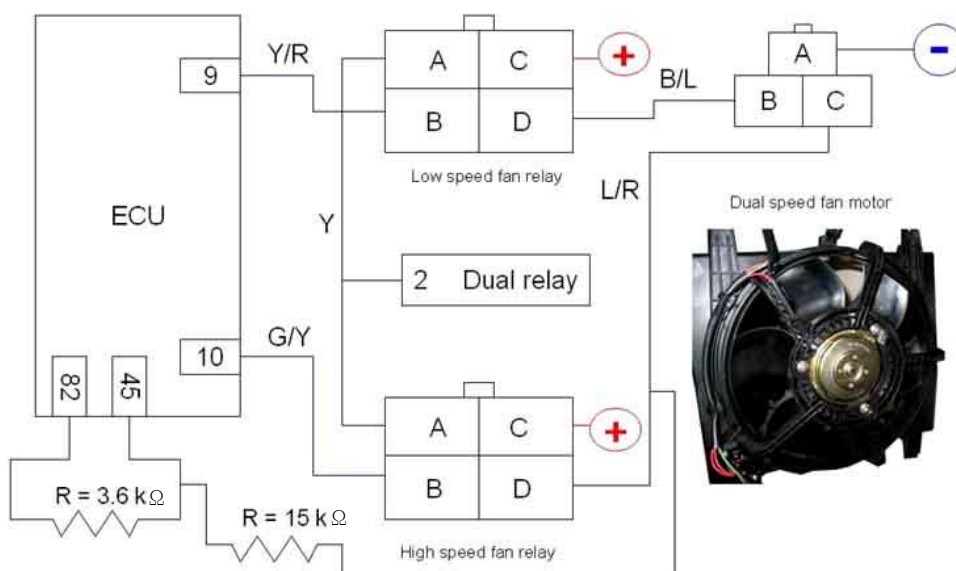 ECU
9
10
82
45
Y/R
G/Y
Y
A C
B D
+
Low speed fan relay
2 Dual relay
A C
B D
+
High speed fan relay
B/L
L/R
A
B C
-
Dual speed fan motor
R = 3.6 kΩ
R = 15 kΩ